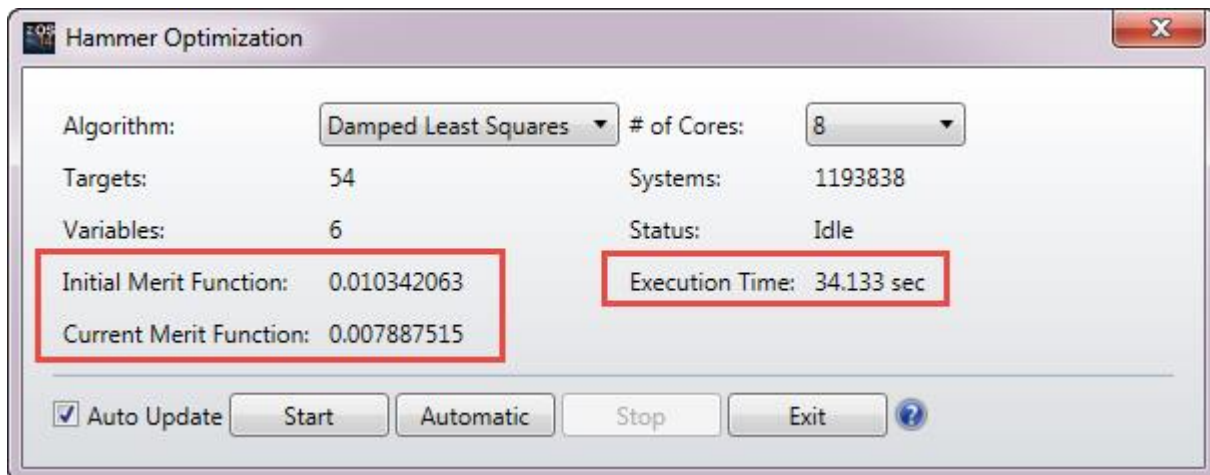 Hammer Optimization
Algorithm: Damped Least Squares # of Cores: 8
Targets: 54 Systems: 1193838
Variables: 6 Status: Idle
Initial Merit Function: 0.010342063 Execution Time: 34.133 sec
Current Merit Function: 0.007887515
Auto Update Start Automatic Stop Exit ?